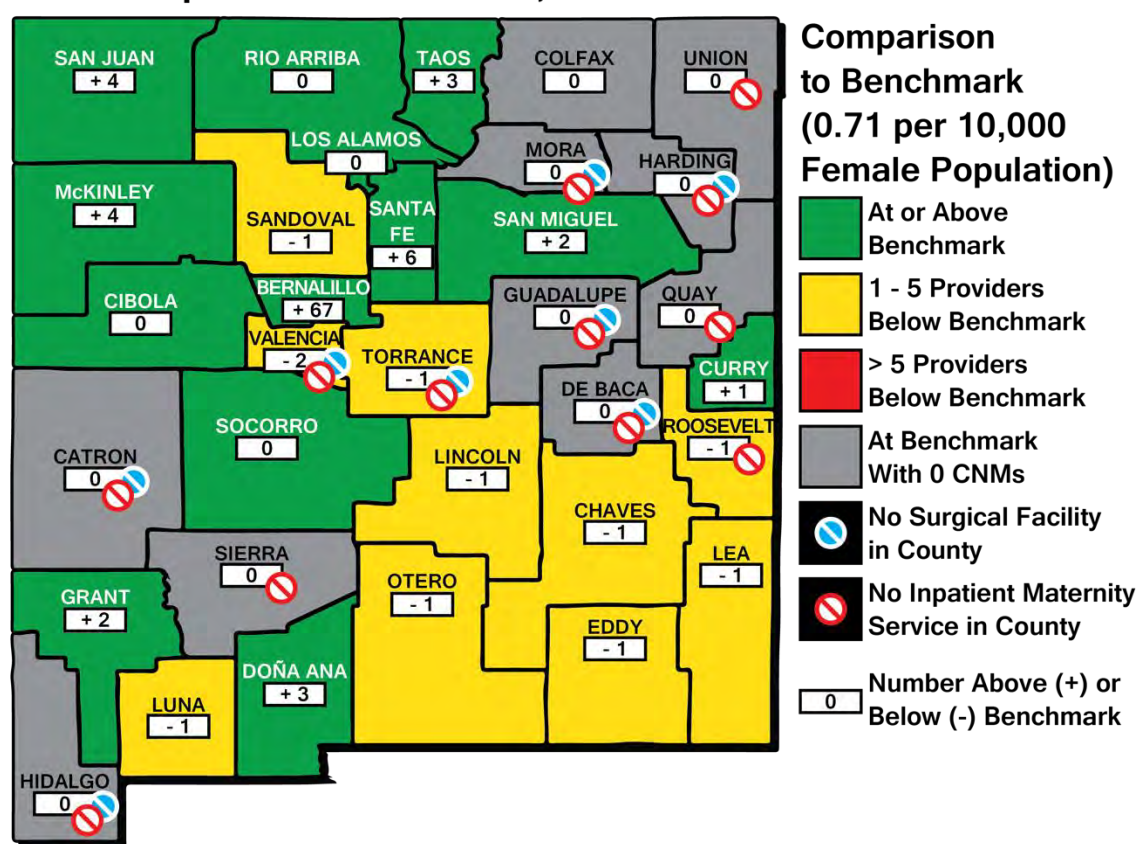 SAN JUAN
+ 4
RIO ARRIBA
0
TAOS
+ 3
COLFAX
0
UNION
0
LOS ALAMOS
0
MORA
0
HARDING
0
McKINLEY
+ 4
SANDOVAL
- 1
SANTA
FE
+ 6
SAN MIGUEL
+ 2
CIBOLA
0
BERNALILLO
+ 67
GUADALUPE
0
QUAY
0
VALENCIA
- 2
TORRANCE
- 1
CURRY
+ 1
DE BACA
0
ROOSEVELT
- 1
CATRON
0
SOCORRO
0
LINCOLN
- 1
CHAVES
- 1
LEA
- 1
SIERRA
0
OTERO
- 1
GRANT
+ 2
EDDY
- 1
DOÑA ANA
+ 3
LUNA
- 1
HIDALGO
0
Comparison
to Benchmark
(0.71 per 10,000
Female Population)
At or Above
Benchmark
1 - 5 Providers
Below Benchmark
> 5 Providers
Below Benchmark
At Benchmark
With 0 CNMs
No Surgical Facility
in County
No Inpatient Maternity
Service in County
0
Number Above (+) or
Below (-) Benchmark